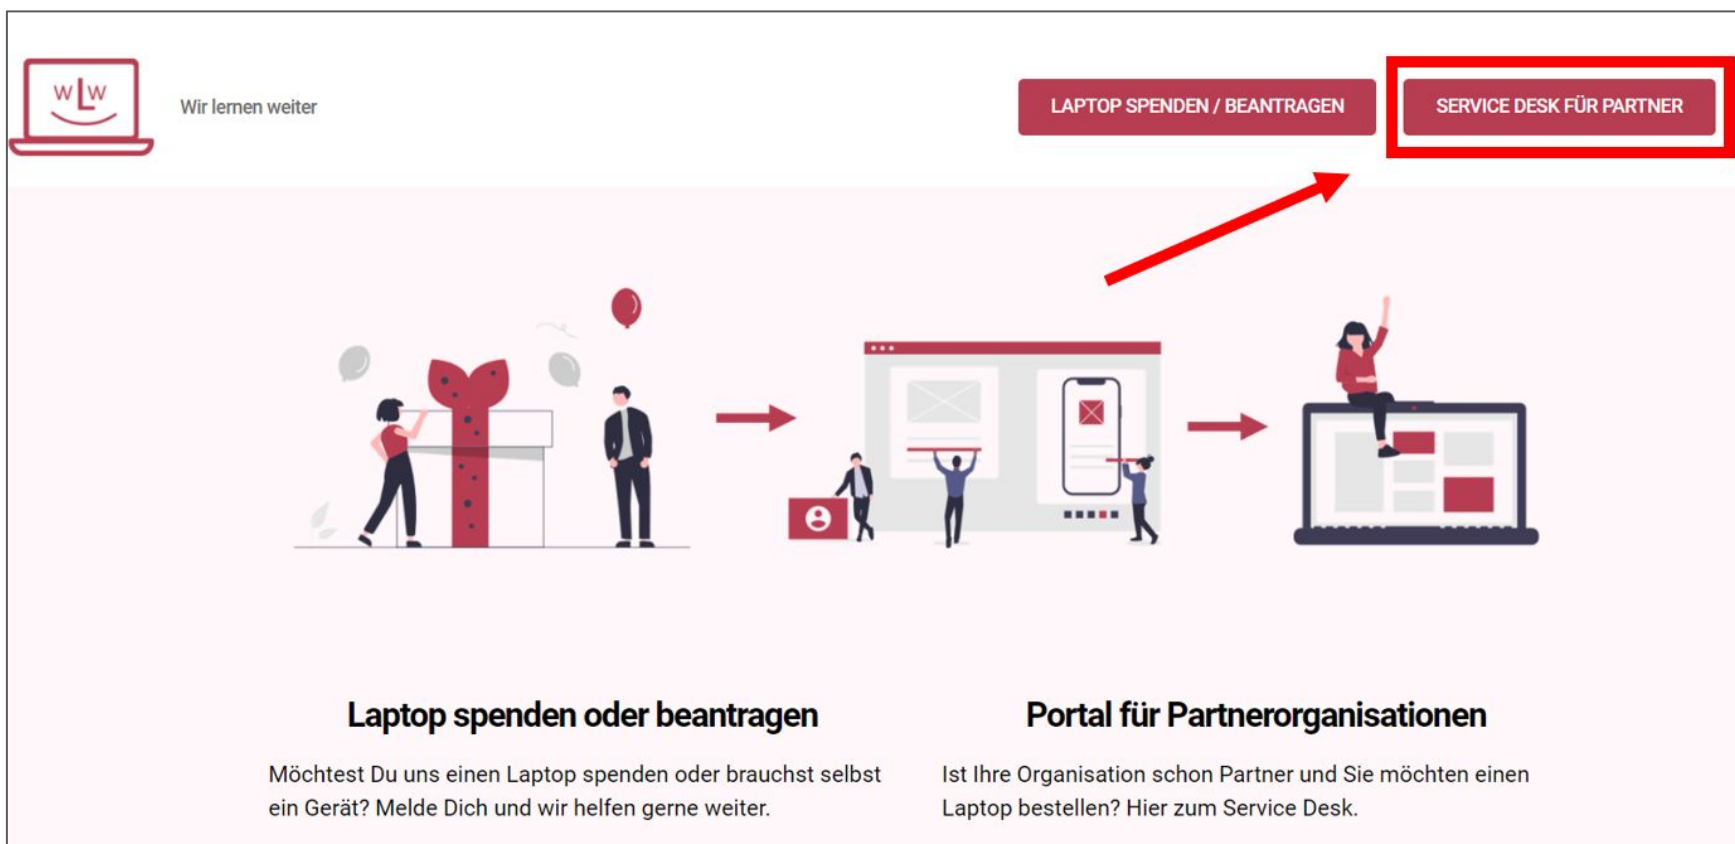 wLw
Wir lernen weiter
LAPTOP SPENDEN / BEANTRAGEN
SERVICE DESK FÜR PARTNER
Laptop spenden oder beantragen
Möchtest Du uns einen Laptop spenden oder brauchst selbst
ein Gerät? Melde Dich und wir helfen gerne weiter.
Portal für Partnerorganisationen
Ist Ihre Organisation schon Partner und Sie möchten einen
Laptop bestellen? Hier zum Service Desk.